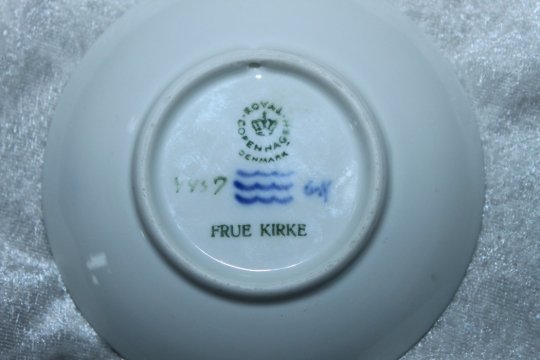 ROYAL
COPENHAGEN
DENMARK
FRUE KIRKE